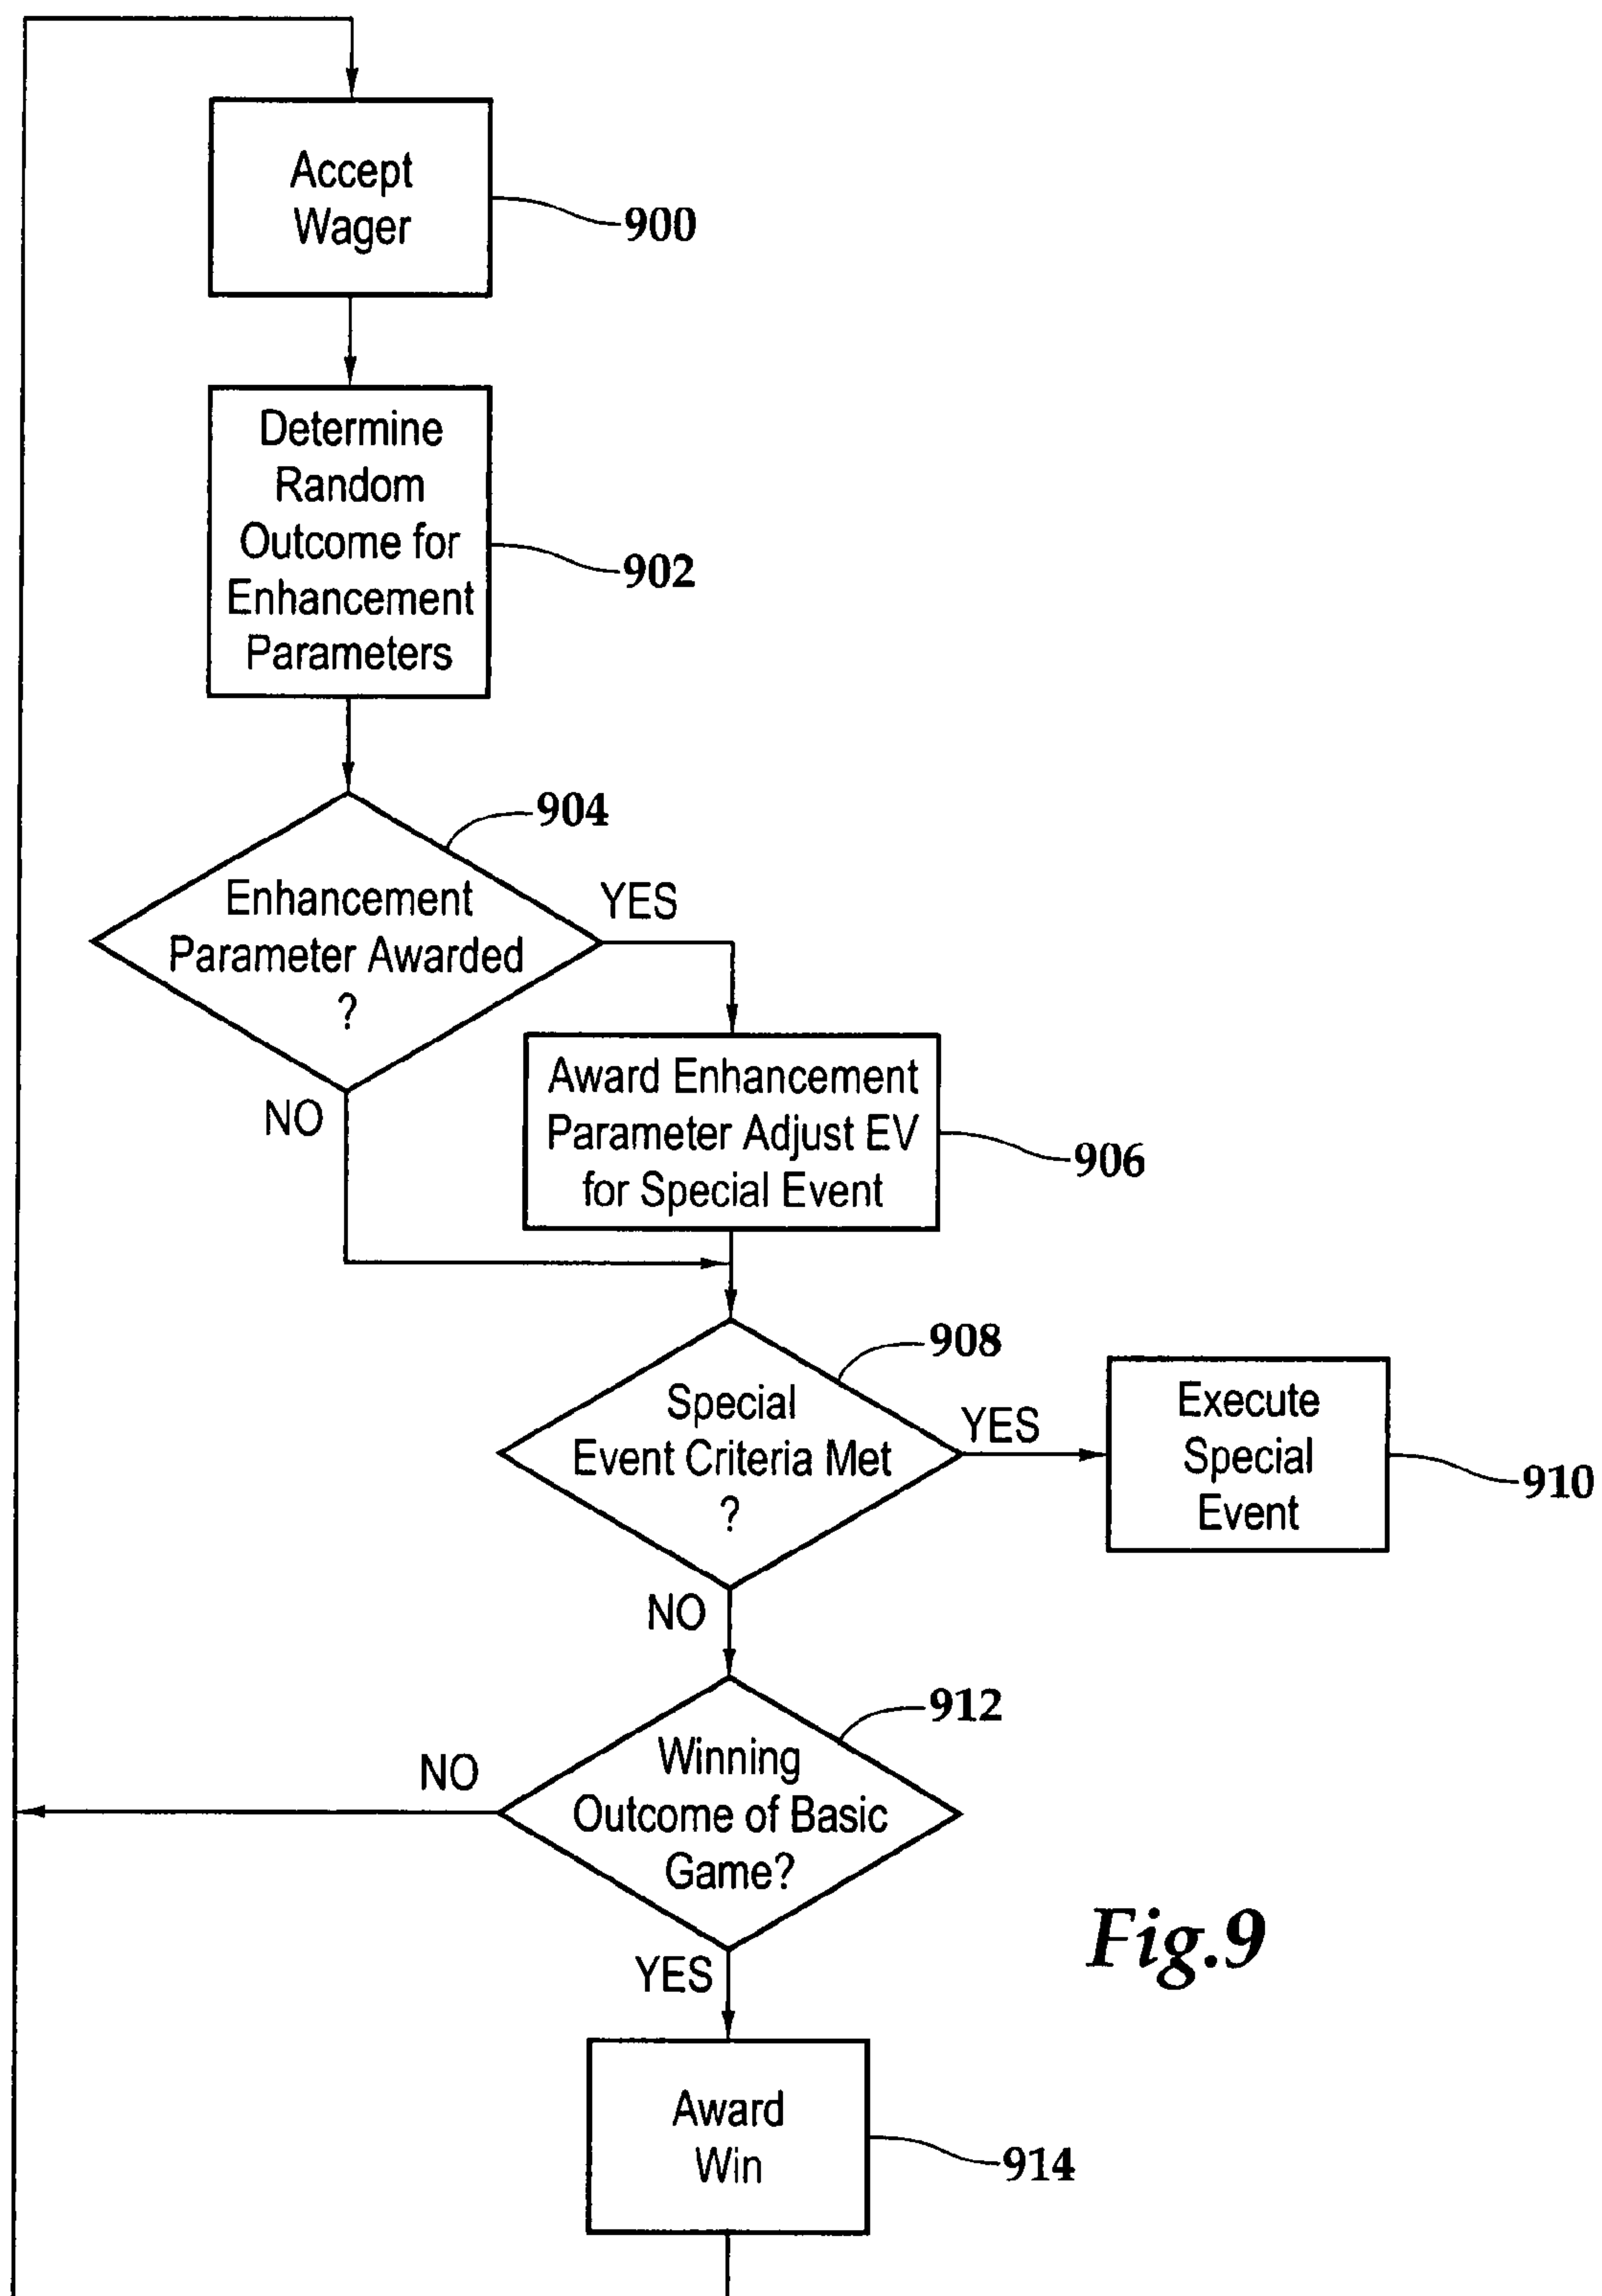 Accept
Wager
900
Determine
Random
Outcome for
Enhancement
Parameters
902
904
Enhancement
Parameter Awarded
?
YES
NO
Award Enhancement
Parameter Adjust EV
for Special Event
906
908
Special
Event Criteria Met
?
YES
Execute
Special
Event
910
NO
912
Winning
Outcome of Basic
Game?
NO
YES
Fig.9
Award
Win
914